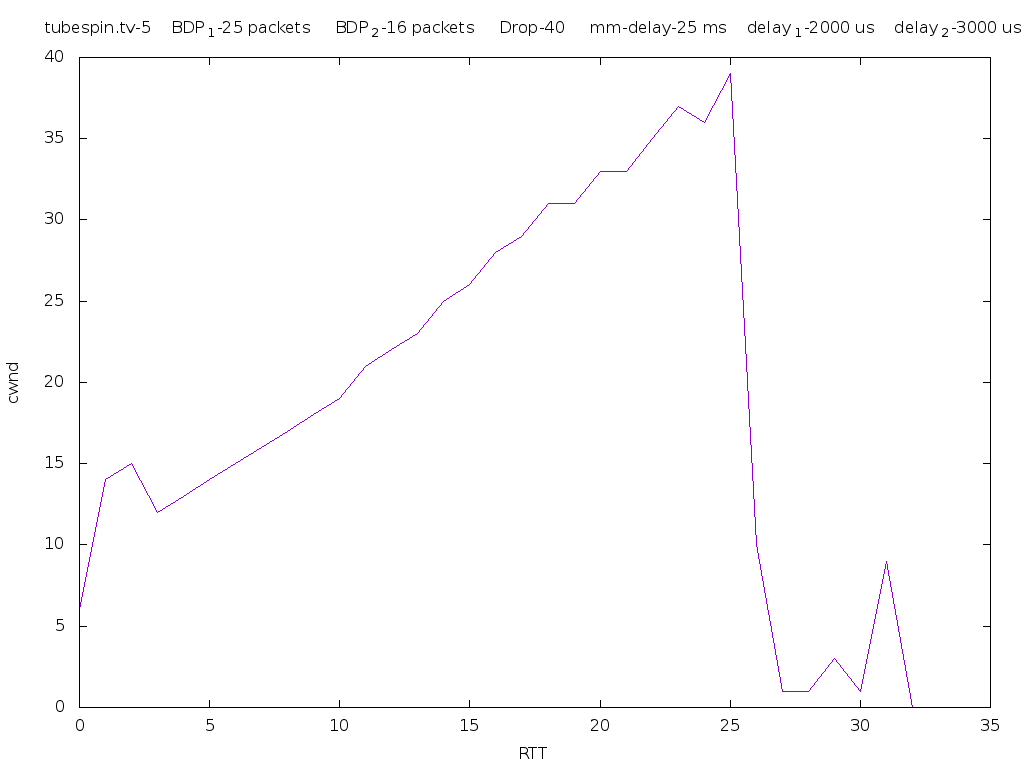 tubespin.tv-5 BDP1-25 packets BDP2-16 packets Drop-40 mm-delay-25 ms delay1-2000 us delay2-3000 us
40
35
30
25
20
15
10
5
0
cwnd
0 5 10 15 20 25 30 35
RTT